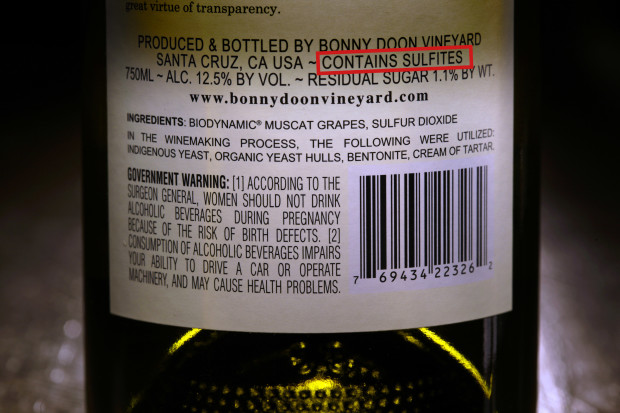 great virtue of transparency.
PRODUCED & BOTTLED BY BONNY DOON VINEYARD
SANTA CRUZ, CA USA ~ CONTAINS SULFITES
750ML ~ ALC. 12.5% BY VOL. ~ RESIDUAL SUGAR 1.1% BY WT.
www.bonnydoonvineyard.com
INGREDIENTS: BIODYNAMIC® MUSCAT GRAPES, SULFUR DIOXIDE
IN THE WINEMAKING PROCESS, THE FOLLOWING WERE UTILIZED:
INDIGENOUS YEAST, ORGANIC YEAST HULLS, BENTONITE, CREAM OF TARTAR.
GOVERNMENT WARNING: [1] ACCORDING TO THE
SURGEON GENERAL, WOMEN SHOULD NOT DRINK
ALCOHOLIC BEVERAGES DURING PREGNANCY
BECAUSE OF THE RISK OF BIRTH DEFECTS. [2]
CONSUMPTION OF ALCOHOLIC BEVERAGES IMPAIRS
YOUR ABILITY TO DRIVE A CAR OR OPERATE
MACHINERY, AND MAY CAUSE HEALTH PROBLEMS.
7 69434 22326 2